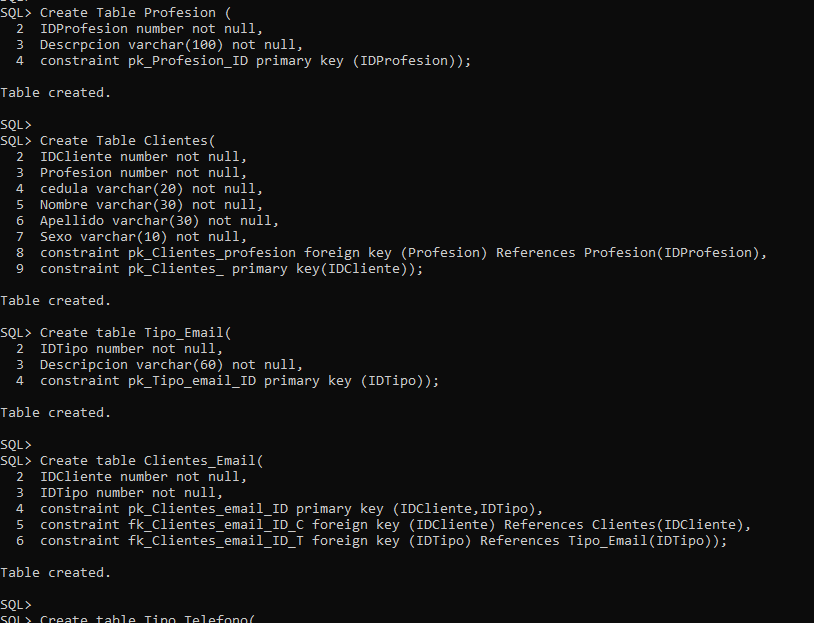 SQL> Create Table Profesion (
  2  IDProfesion number not null,
  3  Descrpcion varchar(100) not null,
  4  constraint pk_Profesion_ID primary key (IDProfesion));
Table created.
SQL>
SQL> Create Table Clientes(
  2  IDCliente number not null,
  3  Profesion number not null,
  4  cedula varchar(20) not null,
  5  Nombre varchar(30) not null,
  6  Apellido varchar(30) not null,
  7  Sexo varchar(10) not null,
  8  constraint pk_Clientes_profesion foreign key (Profesion) References Profesion(IDProfesion),
  9  constraint pk_Clientes_ primary key(IDCliente));
Table created.
SQL> Create table Tipo_Email(
  2  IDTipo number not null,
  3  Descripcion varchar(60) not null,
  4  constraint pk_Tipo_email_ID primary key (IDTipo));
Table created.
SQL>
SQL> Create table Clientes_Email(
  2  IDCliente number not null,
  3  IDTipo number not null,
  4  constraint pk_Clientes_email_ID primary key (IDCliente,IDTipo),
  5  constraint fk_Clientes_email_ID_C foreign key (IDCliente) References Clientes(IDCliente),
  6  constraint fk_Clientes_email_ID_T foreign key (IDTipo) References Tipo_Email(IDTipo));
Table created.
SQL>
SQL> Create table Tipo_Telefono(